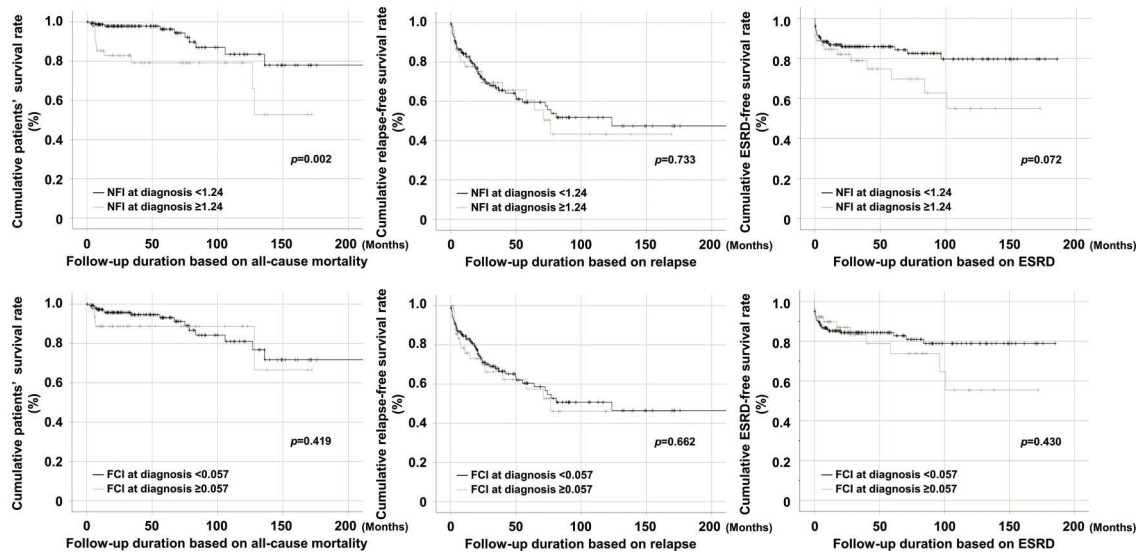 Cumulative patients' survival rate
(%)
1.0
0.8
0.6
0.4
0.2
0
p=0.002
NFI at diagnosis <1.24
NFI at diagnosis ≥1.24
0 50 100 150 200 (Months)
Follow-up duration based on all-cause mortality
Cumulative relapse-free survival rate
(%)
1.0
0.8
0.6
0.4
0.2
0
p=0.733
NFI at diagnosis <1.24
NFI at diagnosis ≥1.24
0 50 100 150 200 (Months)
Follow-up duration based on relapse
Cumulative ESRD-free survival rate
(%)
1.0
0.8
0.6
0.4
0.2
0
p=0.072
NFI at diagnosis <1.24
NFI at diagnosis ≥1.24
0 50 100 150 200 (Months)
Follow-up duration based on ESRD
Cumulative patients' survival rate
(%)
1.0
0.8
0.6
0.4
0.2
0
p=0.419
FCI at diagnosis <0.057
FCI at diagnosis ≥0.057
0 50 100 150 200 (Months)
Follow-up duration based on all-cause mortality
Cumulative relapse-free survival rate
(%)
1.0
0.8
0.6
0.4
0.2
0
p=0.662
FCI at diagnosis <0.057
FCI at diagnosis ≥0.057
0 50 100 150 200 (Months)
Follow-up duration based on relapse
Cumulative ESRD-free survival rate
(%)
1.0
0.8
0.6
0.4
0.2
0
p=0.430
FCI at diagnosis <0.057
FCI at diagnosis ≥0.057
0 50 100 150 200 (Months)
Follow-up duration based on ESRD